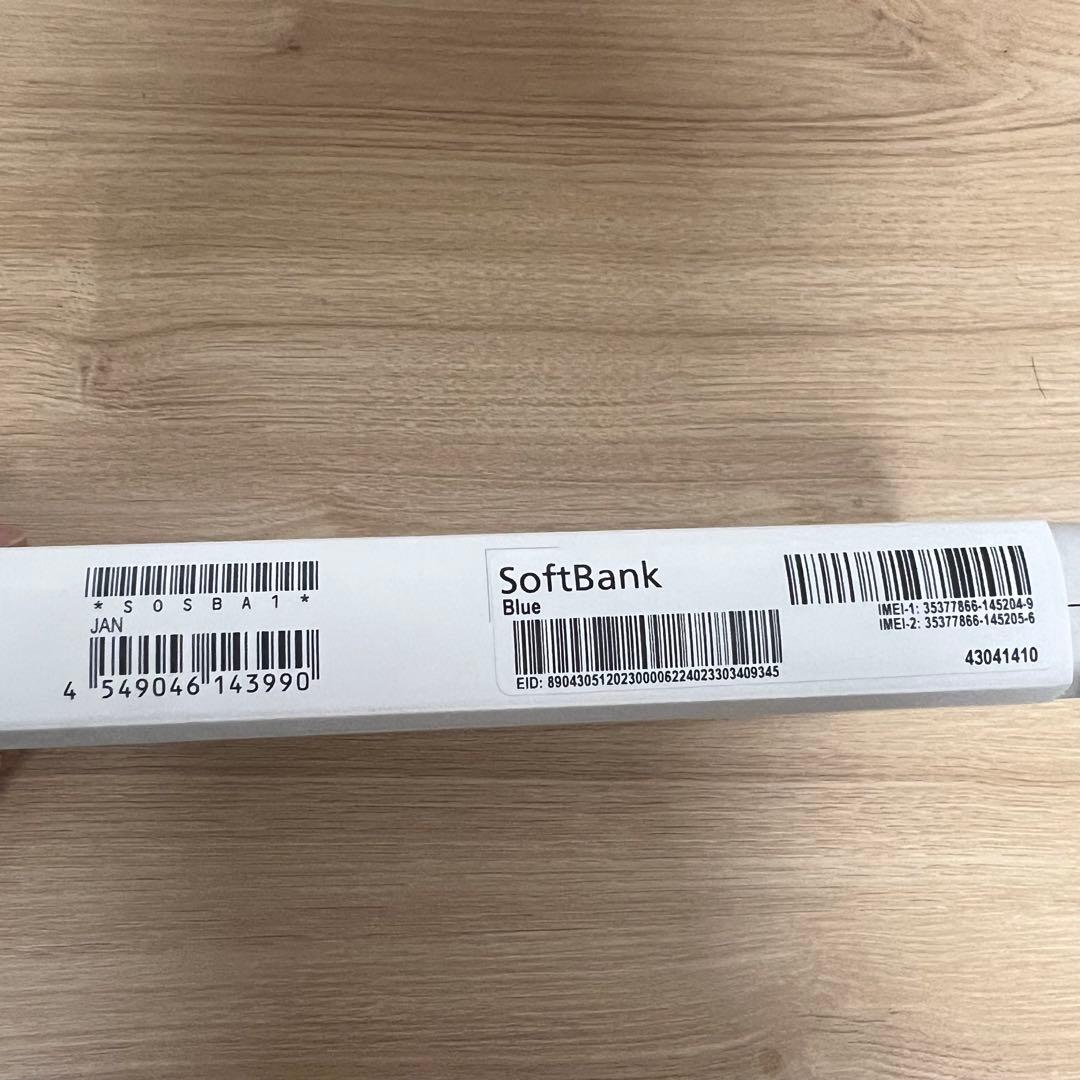 *SOSBA1*
JAN
4 549046 143990
SoftBank
Blue
EID: 89043051202300006224023303409345
IMEI-1: 35377866-145204-9
IMEI-2: 35377866-145205-6
43041410